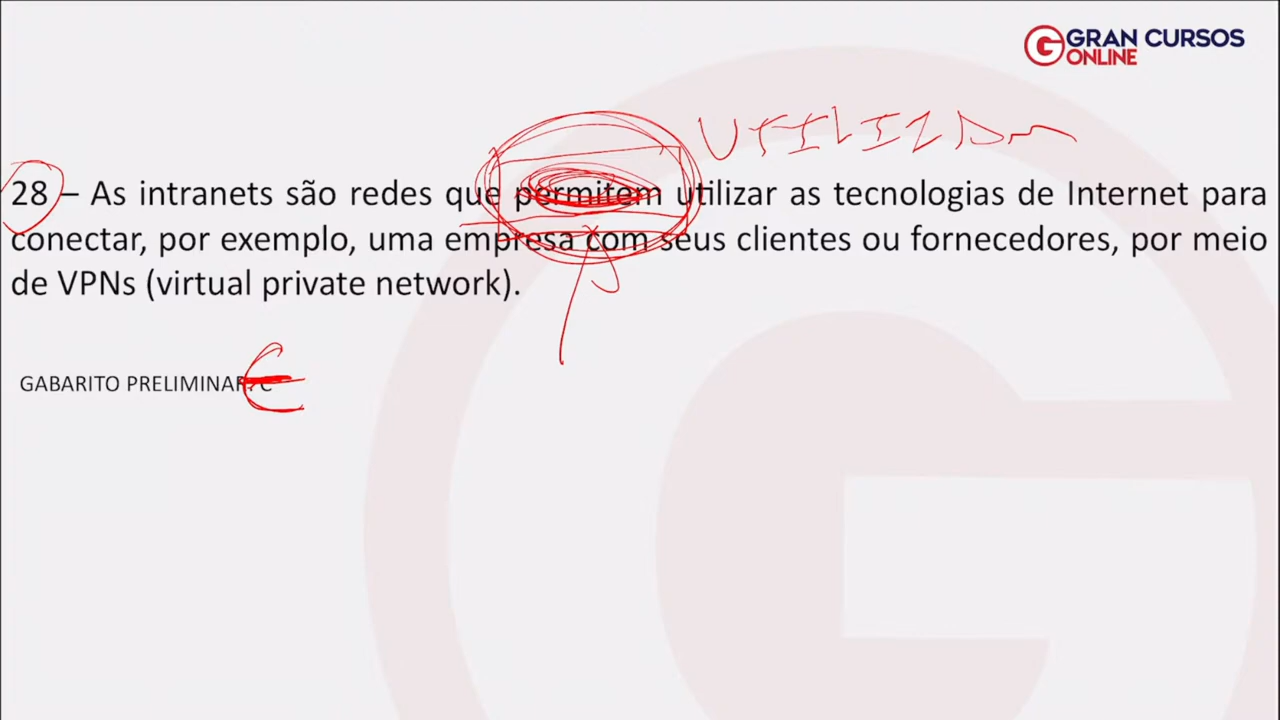 GRAN CURSOS
ONLINE
UTILIZAM
28 – As intranets são redes que permitem utilizar as tecnologias de Internet para
conectar, por exemplo, uma empresa com seus clientes ou fornecedores, por meio
de VPNs (virtual private network).
GABARITO PRELIMINAR: C
E